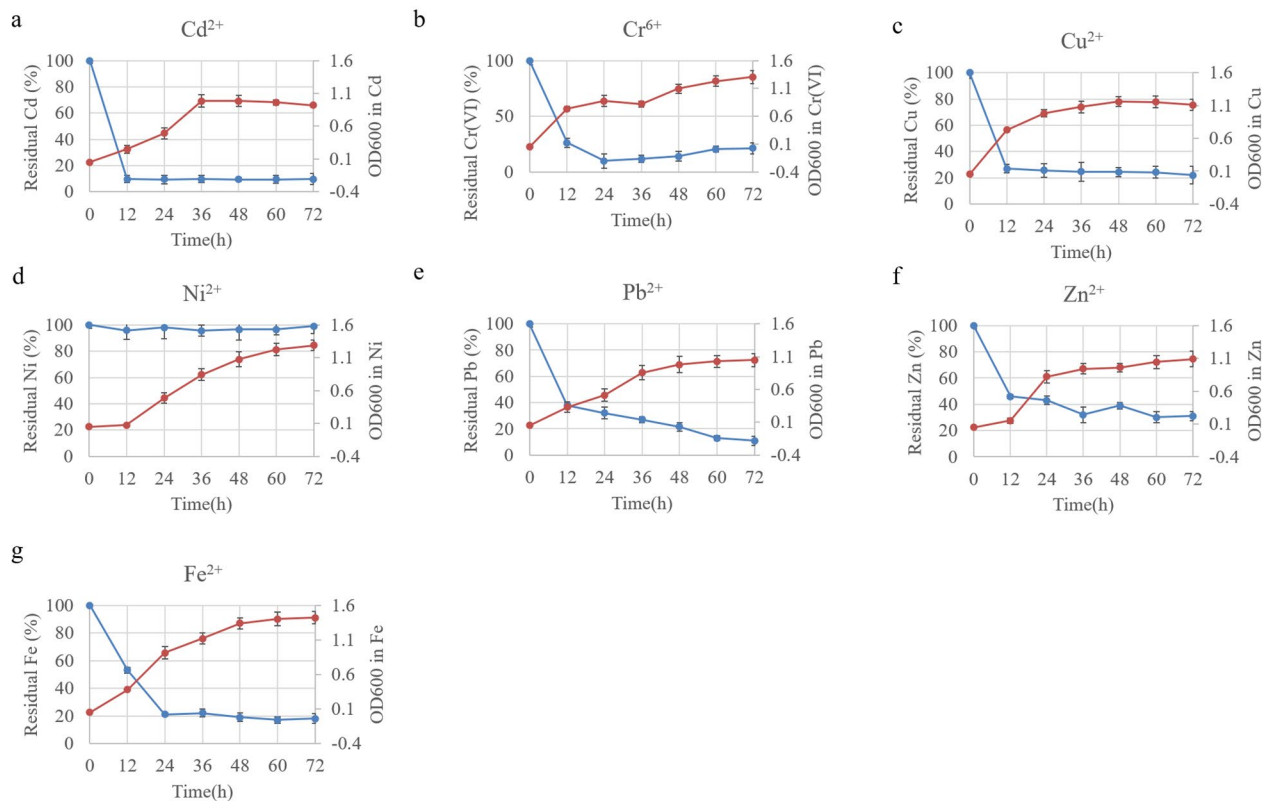 a
Cd²⁺
100
80
60
40
20
0
Residual Cd (%)
1.6
1.1
0.6
0.1
-0.4
OD600 in Cd
0 12 24 36 48 60 72
Time(h)
b
Cr⁶⁺
100
50
0
Residual Cr(VI) (%)
1.6
1.1
0.6
0.1
-0.4
OD600 in Cr(VI)
0 12 24 36 48 60 72
Time(h)
c
Cu²⁺
100
80
60
40
20
0
Residual Cu (%)
1.6
1.1
0.6
0.1
-0.4
OD600 in Cu
0 12 24 36 48 60 72
Time(h)
d
Ni²⁺
100
80
60
40
20
0
Residual Ni (%)
1.6
1.1
0.6
0.1
-0.4
OD600 in Ni
0 12 24 36 48 60 72
Time(h)
e
Pb²⁺
100
80
60
40
20
0
Residual Pb (%)
1.6
1.1
0.6
0.1
-0.4
OD600 in Pb
0 12 24 36 48 60 72
Time(h)
f
Zn²⁺
100
80
60
40
20
0
Residual Zn (%)
1.6
1.1
0.6
0.1
-0.4
OD600 in Zn
0 12 24 36 48 60 72
Time(h)
g
Fe²⁺
100
80
60
40
20
0
Residual Fe (%)
1.6
1.1
0.6
0.1
-0.4
OD600 in Fe
0 12 24 36 48 60 72
Time(h)